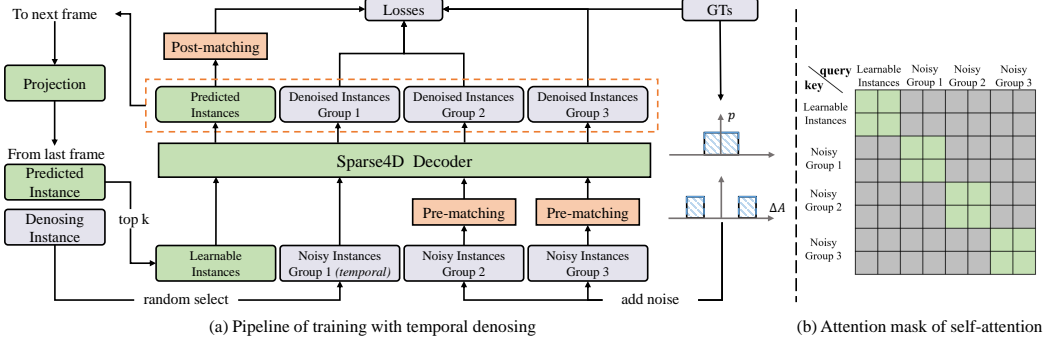 To next frame
Losses
GTs
Post-matching
Projection
Predicted
Instances
Denoised Instances
Group 1
Denoised Instances
Group 2
Denoised Instances
Group 3
p
From last frame
Sparse4D Decoder
Predicted
Instance
top k
Denosing
Instance
Pre-matching
Pre-matching
ΔA
Learnable
Instances
Noisy Instances
Group 1 (temporal)
Noisy Instances
Group 2
Noisy Instances
Group 3
random select
add noise
(a) Pipeline of training with temporal denosing
query
key
Learnable
Instances
Noisy
Group 1
Noisy
Group 2
Noisy
Group 3
Learnable
Instances
Noisy
Group 1
Noisy
Group 2
Noisy
Group 3
(b) Attention mask of self-attention